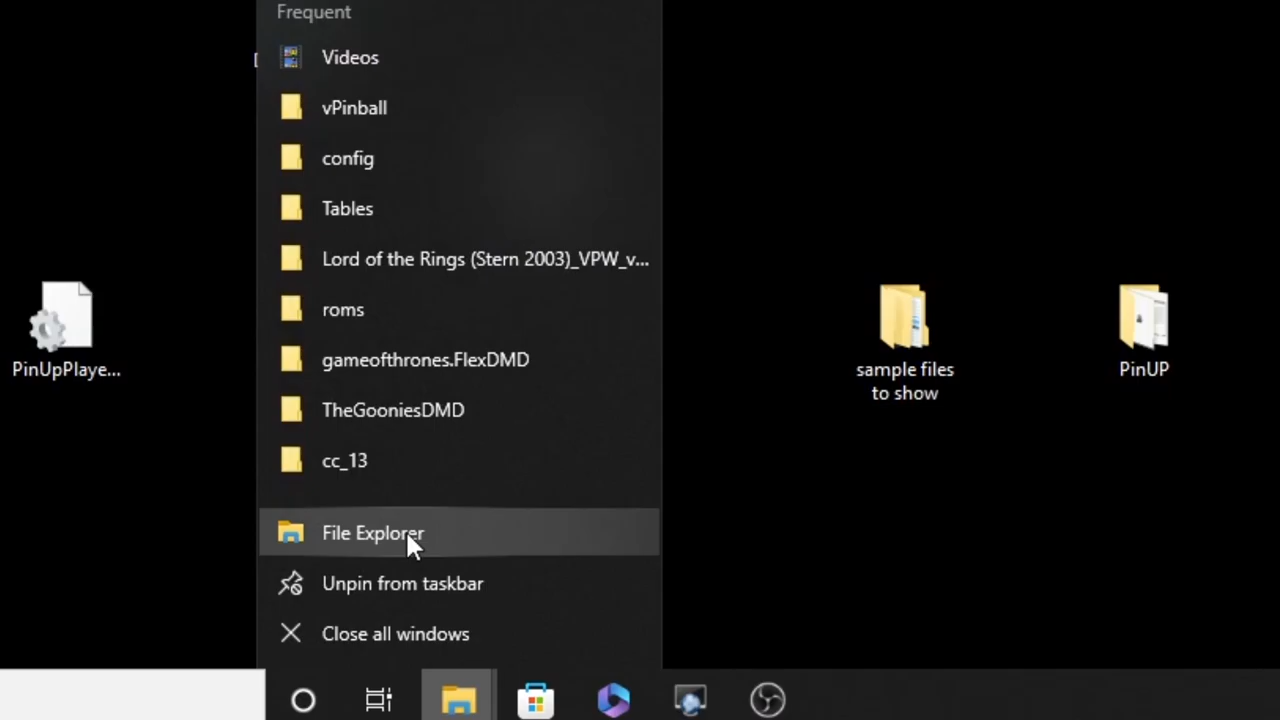 Frequent
Videos
vPinball
config
Tables
Lord of the Rings (Stern 2003)_VPW_v...
roms
gameofthrones.FlexDMD
TheGooniesDMD
cc_13
File Explorer
Unpin from taskbar
Close all windows
PinUpPlaye...
sample files
to show
PinUP